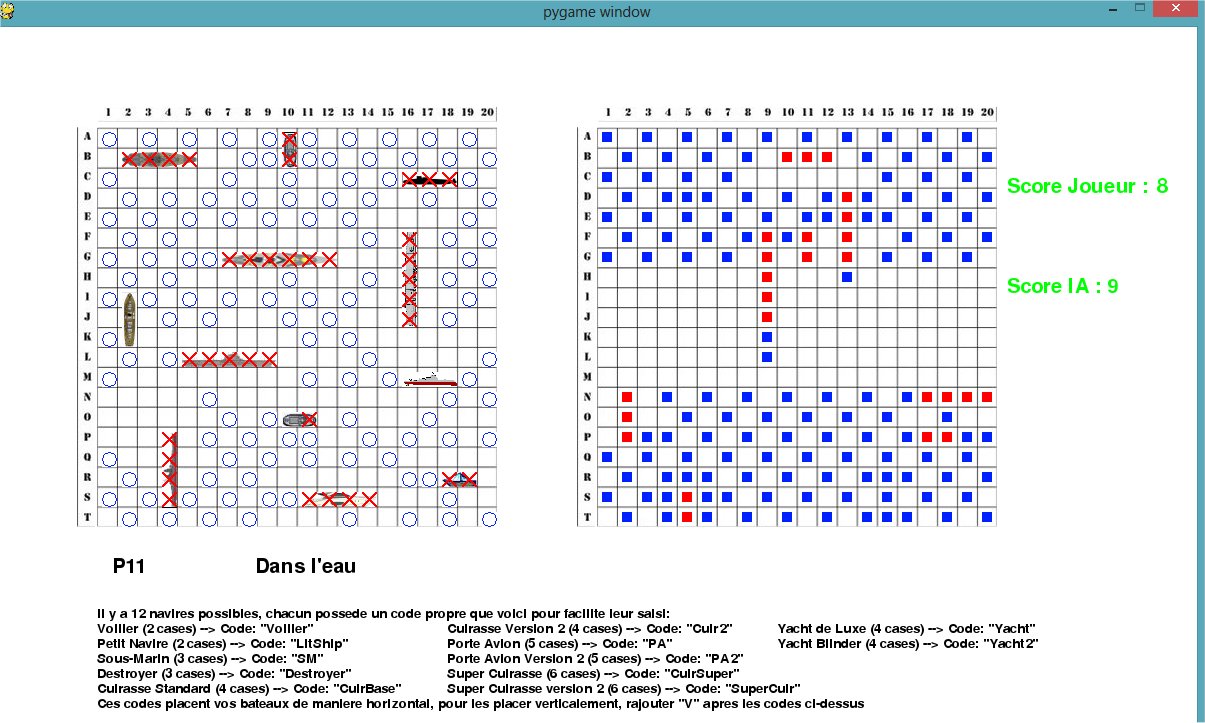 pygame window
1 2 3 4 5 6 7 8 9 10 11 12 13 14 15 16 17 18 19 20
A
B
C
D
E
F
G
H
I
J
K
L
M
N
O
P
Q
R
S
T
1 2 3 4 5 6 7 8 9 10 11 12 13 14 15 16 17 18 19 20
A
B
C
D
E
F
G
H
I
J
K
L
M
N
O
P
Q
R
S
T
Score Joueur : 8
Score IA : 9
P11 Dans l'eau
Il y a 12 navires possibles, chacun possede un code propre que voici pour facilite leur saisi:
Voilier (2 cases) --> Code: "Voilier"
Petit Navire (2 cases) --> Code: "LitShip"
Sous-Marin (3 cases) --> Code: "SM"
Destroyer (3 cases) --> Code: "Destroyer"
Cuirasse Standard (4 cases) --> Code: "CuirBase"
Cuirasse Version 2 (4 cases) --> Code: "Cuir2"
Porte Avion (5 cases) --> Code: "PA"
Porte Avion Version 2 (5 cases) --> Code: "PA2"
Super Cuirasse (6 cases) --> Code: "CuirSuper"
Super Cuirasse version 2 (6 cases) --> Code: "SuperCuir"
Yacht de Luxe (4 cases) --> Code: "Yacht"
Yacht Blinder (4 cases) --> Code: "Yacht2"
Ces codes placent vos bateaux de maniere horizontal, pour les placer verticalement, rajouter "V" apres les codes ci-dessus